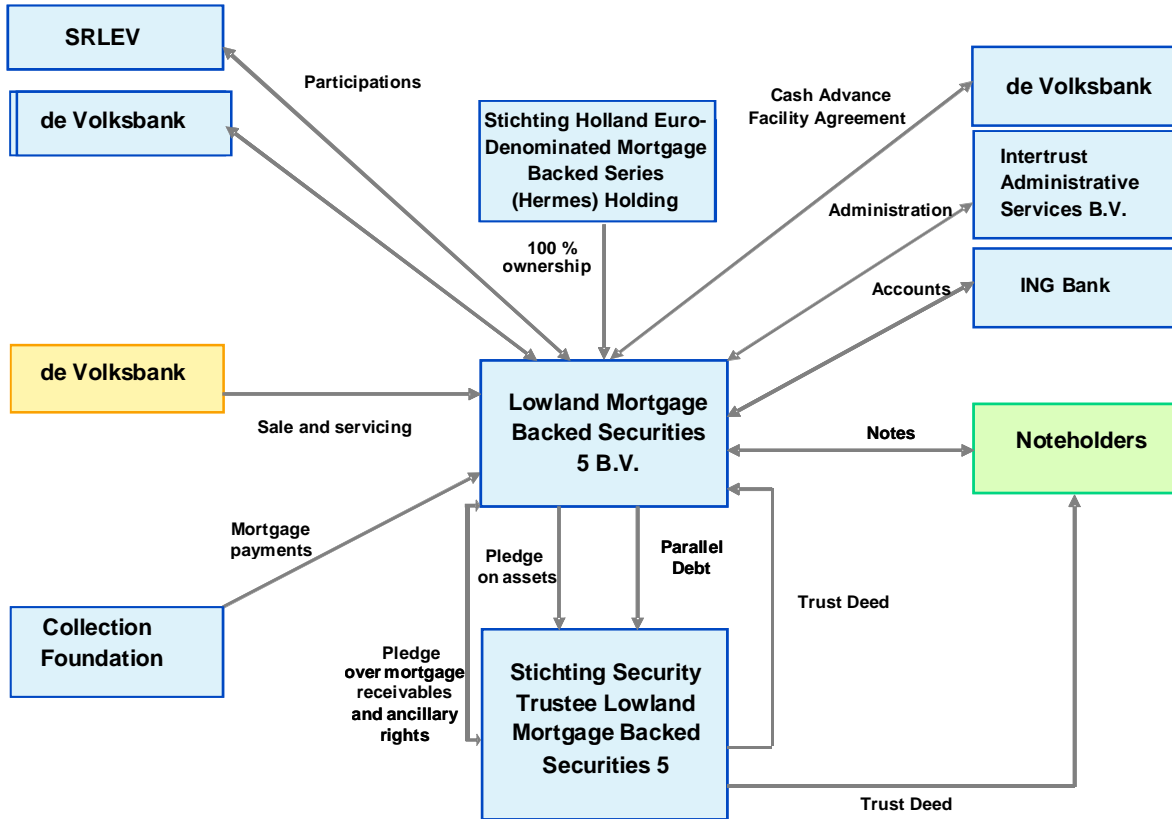 SRLEV
de Volksbank
Participations
Stichting Holland Euro-
Denominated Mortgage
Backed Series
(Hermes) Holding
100 %
ownership
Cash Advance
Facility Agreement
de Volksbank
Administration
Intertrust
Administrative
Services B.V.
Accounts
ING Bank
de Volksbank
Sale and servicing
Lowland Mortgage
Backed Securities
5 B.V.
Notes
Noteholders
Mortgage
payments
Collection
Foundation
Pledge
on assets
Parallel
Debt
Trust Deed
Pledge
over mortgage
receivables
and ancillary
rights
Stichting Security
Trustee Lowland
Mortgage Backed
Securities 5
Trust Deed